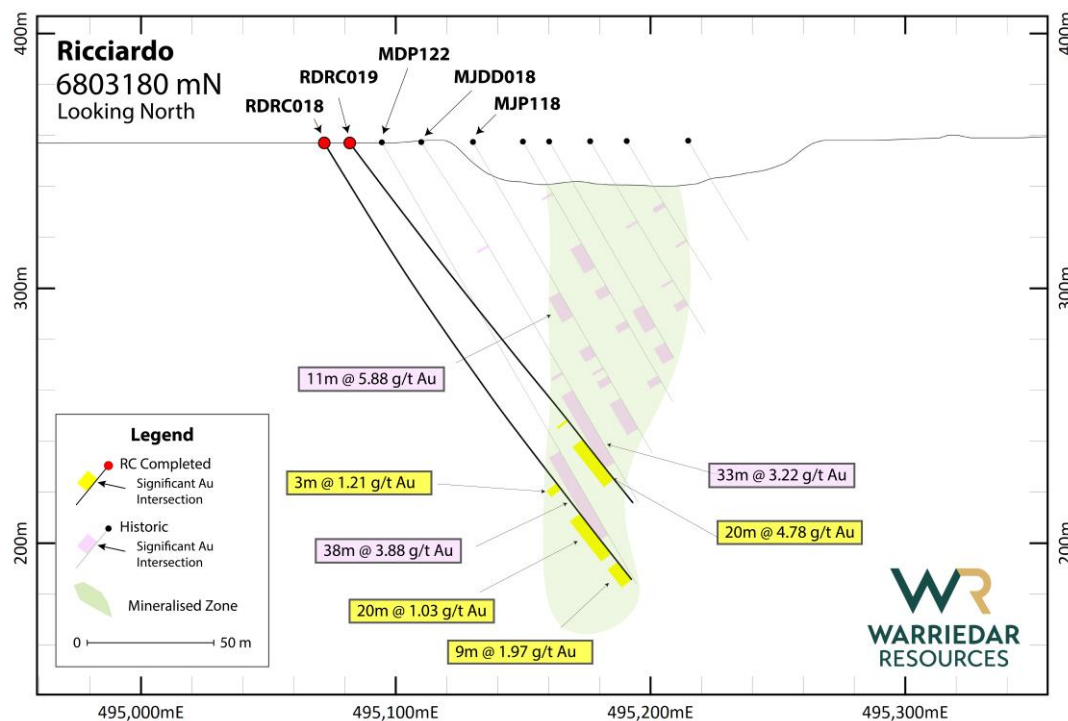 400m
400m
Ricciardo
6803180 mN
Looking North
MDP122
RDRC019
MJDD018
RDRC018
MJP118
300m
300m
11m @ 5.88 g/t Au
Legend
RC Completed
Significant Au
Intersection
Historic
Significant Au
Intersection
Mineralised Zone
0
50 m
3m @ 1.21 g/t Au
33m @ 3.22 g/t Au
20m @ 4.78 g/t Au
38m @ 3.88 g/t Au
200m
200m
20m @ 1.03 g/t Au
9m @ 1.97 g/t Au
WR
WARRIEDAR
RESOURCES
495,000mE
495,100mE
495,200mE
495,300mE